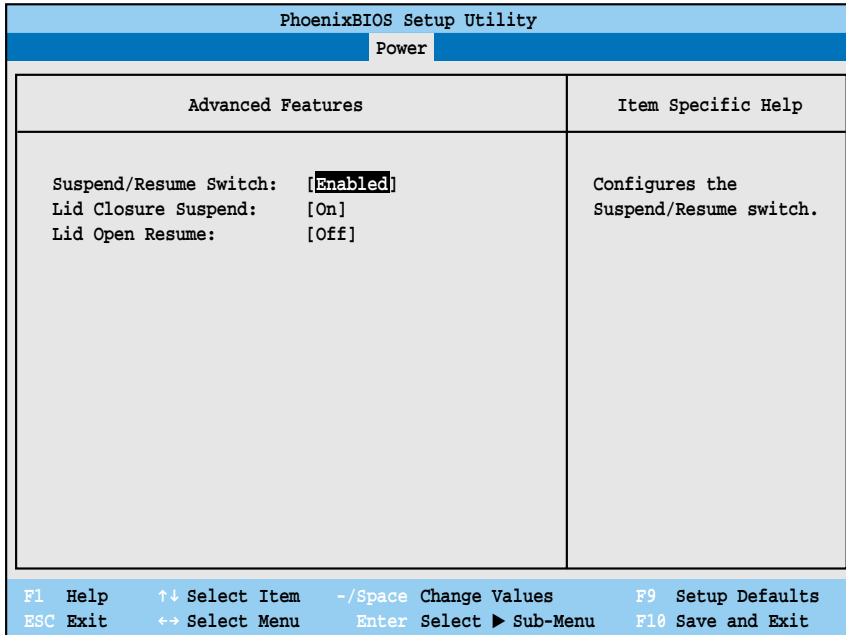 PhoenixBIOS Setup Utility
Power
Advanced Features
Item Specific Help
Suspend/Resume Switch: [Enabled]
Lid Closure Suspend: [On]
Lid Open Resume: [Off]
Configures the
Suspend/Resume switch.
F1 Help ↑↓ Select Item -/Space Change Values F9 Setup Defaults
ESC Exit ←→ Select Menu Enter Select ▶ Sub-Menu F10 Save and Exit